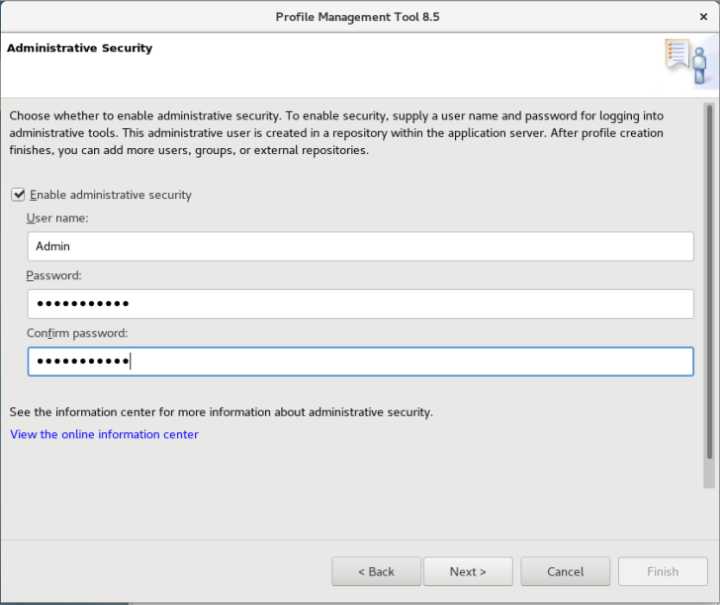 Profile Management Tool 8.5
Administrative Security
Choose whether to enable administrative security. To enable security, supply a user name and password for logging into
administrative tools. This administrative user is created in a repository within the application server. After profile creation
finishes, you can add more users, groups, or external repositories.
Enable administrative security
User name:
Admin
Password:
•••••••••••
Confirm password:
•••••••••••
See the information center for more information about administrative security.
View the online information center
< Back Next > Cancel Finish